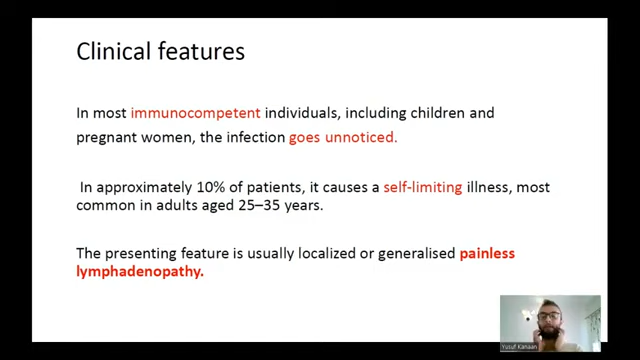 Clinical features
In most immunocompetent individuals, including children and
pregnant women, the infection goes unnoticed.
In approximately 10% of patients, it causes a self-limiting illness, most
common in adults aged 25–35 years.
The presenting feature is usually localized or generalised painless
lymphadenopathy.
Yusuf Kanaan